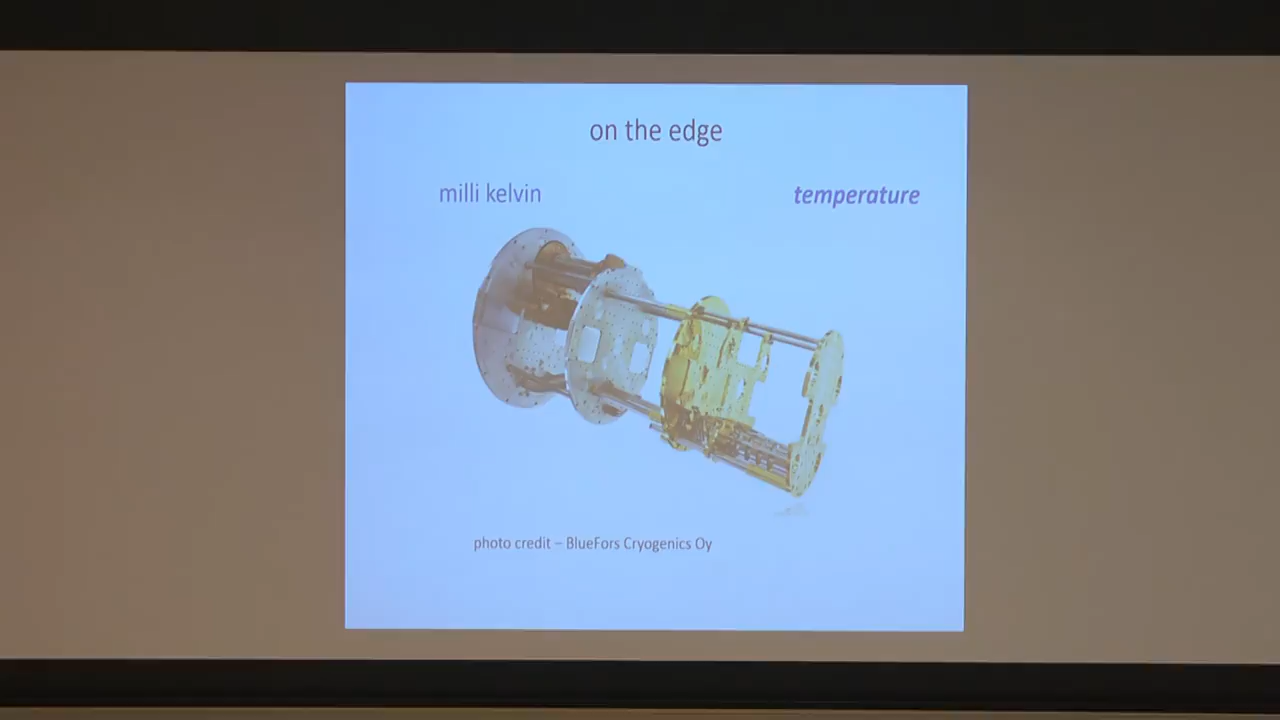 on the edge
milli kelvin
temperature
photo credit – BlueFors Cryogenics Oy